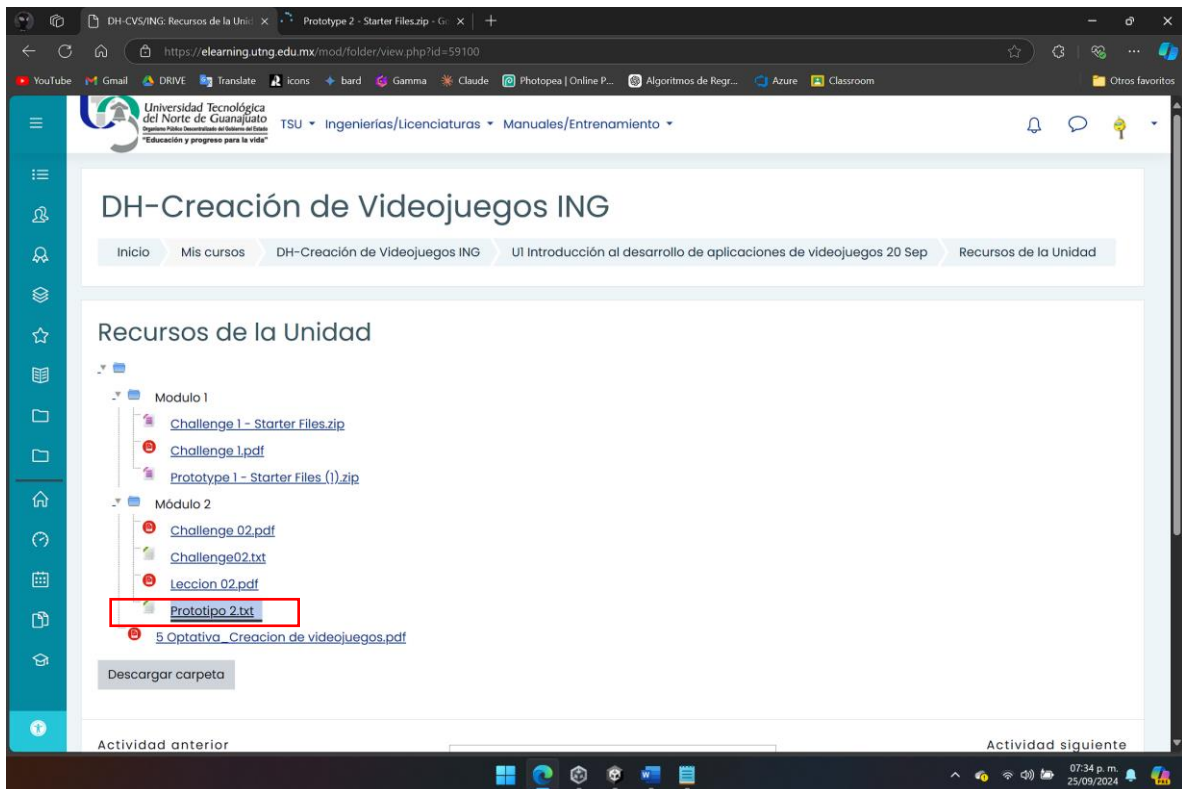 DH-CVS/ING: Recursos de la Unid
Prototype 2 - Starter Files.zip - Go
https://elearning.utng.edu.mx/mod/folder/view.php?id=59100
YouTube Gmail DRIVE Translate icons bard Gamma Claude Photopea | Online P... Algoritmos de Regr... Azure Classroom Otros favoritos
Universidad Tecnológica
del Norte de Guanajuato
Organismo Público Descentralizado del Gobierno del Estado
"Educación y progreso para la vida"
TSU Ingenierías/Licenciaturas Manuales/Entrenamiento
DH-Creación de Videojuegos ING
Inicio Mis cursos DH-Creación de Videojuegos ING U1 Introducción al desarrollo de aplicaciones de videojuegos 20 Sep Recursos de la Unidad
Recursos de la Unidad
Modulo 1
Challenge 1 - Starter Files.zip
Challenge 1.pdf
Prototype 1 - Starter Files (1).zip
Módulo 2
Challenge 02.pdf
Challenge02.txt
Leccion 02.pdf
Prototipo 2.txt
5 Optativa_Creacion de videojuegos.pdf
Descargar carpeta
Actividad anterior
Actividad siguiente
07:34 p. m.
25/09/2024